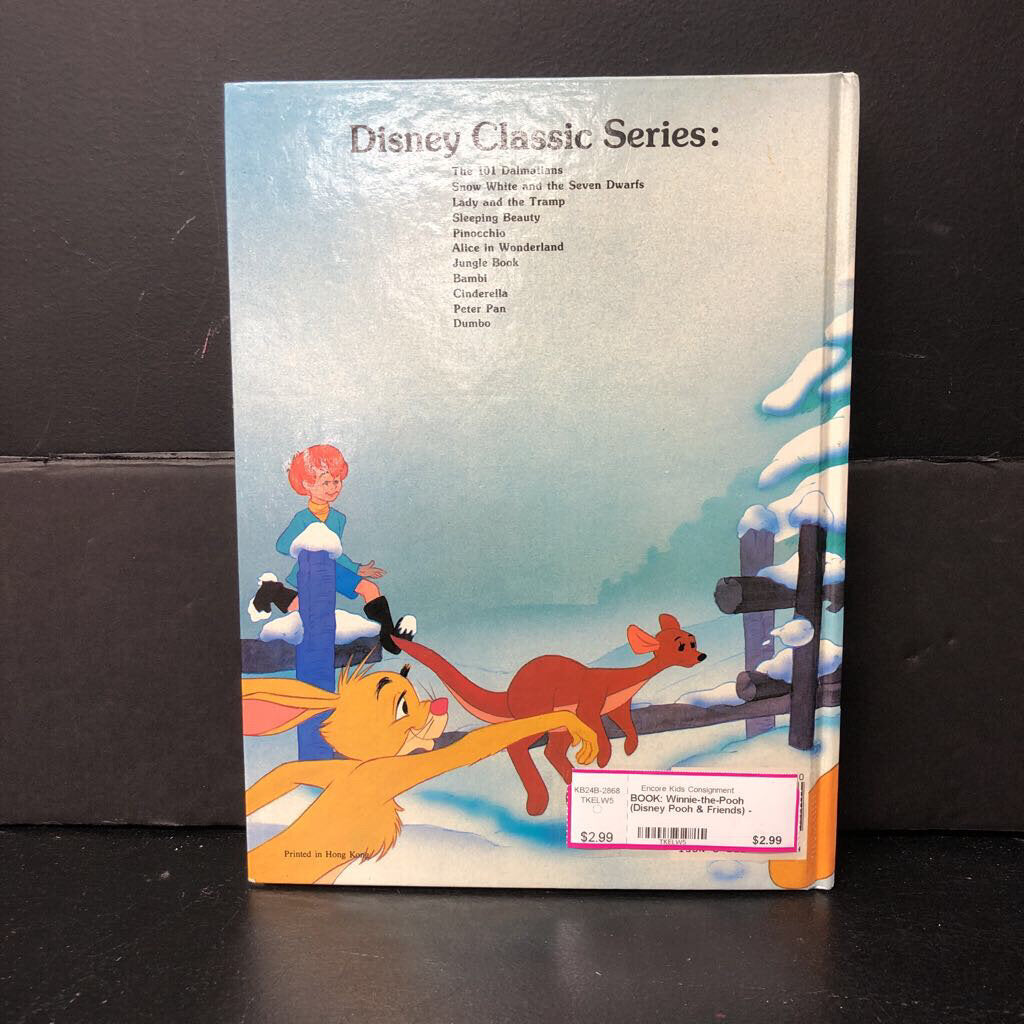 Disney Classic Series:
The 101 Dalmatians
Snow White and the Seven Dwarfs
Lady and the Tramp
Sleeping Beauty
Pinocchio
Alice in Wonderland
Jungle Book
Bambi
Cinderella
Peter Pan
Dumbo
KB24B-2868
TKELW5
$2.99
Encore Kids Consignment
BOOK: Winnie-the-Pooh
(Disney Pooh & Friends) -
TKELW5
$2.99
0
Printed in Hong Kong